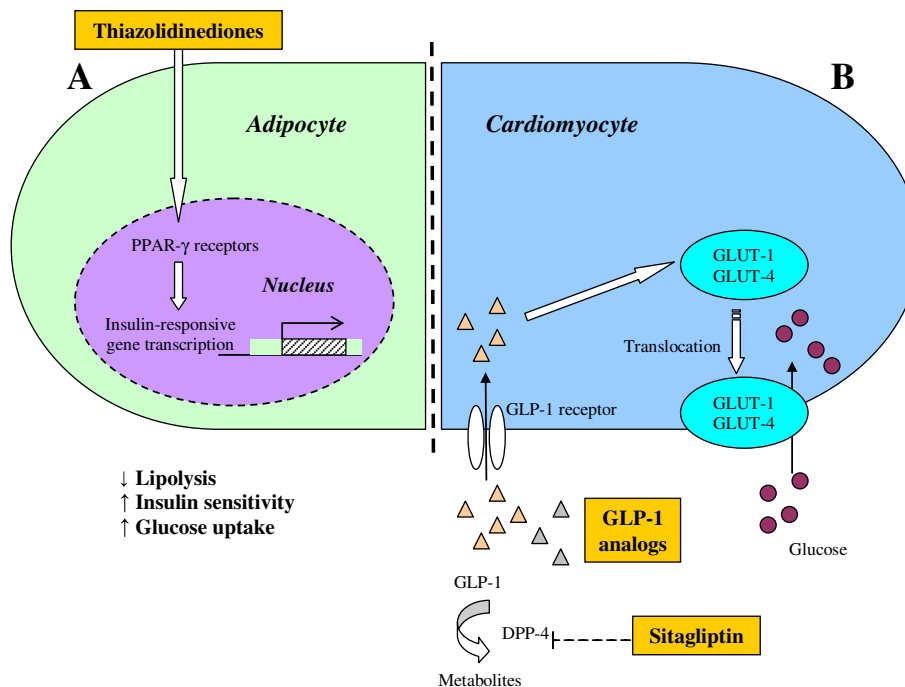 Thiazolidinediones
A
B
Adipocyte
Cardiomyocyte
PPAR-γ receptors
Nucleus
Insulin-responsive
gene transcription
GLUT-1
GLUT-4
Translocation
GLUT-1
GLUT-4
GLP-1 receptor
↓ Lipolysis
↑ Insulin sensitivity
↑ Glucose uptake
GLP-1
analogs
Glucose
GLP-1
DPP-4
Sitagliptin
Metabolites